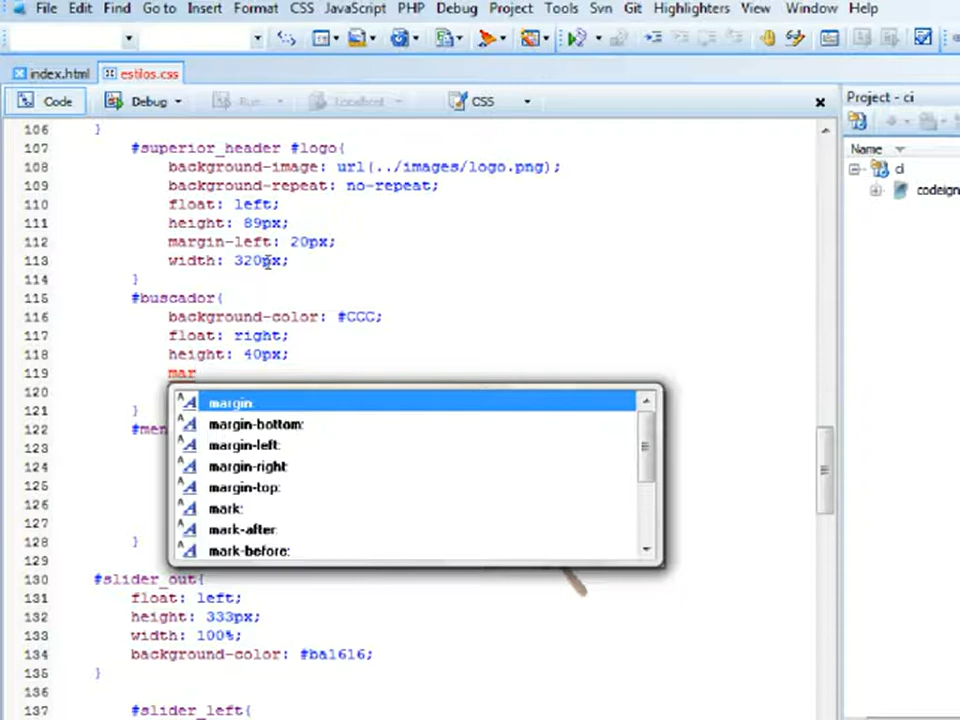 File Edit Find Go to Insert Format CSS JavaScript PHP Debug Project Tools Svn Git Highlighters View Window Help
index.html estilos.css
Code Debug Run Localhost CSS
Project - ci
Name
ci
codeign
106 }
107 #superior_header #logo{
108 background-image: url(../images/logo.png);
109 background-repeat: no-repeat;
110 float: left;
111 height: 89px;
112 margin-left: 20px;
113 width: 320px;
114 }
115 #buscador{
116 background-color: #CCC;
117 float: right;
118 height: 40px;
119 mar
120
121 }
122 #men
123
124
125
126
127
128 }
129
130 #slider_out{
131 float: left;
132 height: 333px;
133 width: 100%;
134 background-color: #ba1616;
135 }
136
137 #slider_left{
margin:
margin-bottom:
margin-left:
margin-right:
margin-top:
mark:
mark-after:
mark-before: